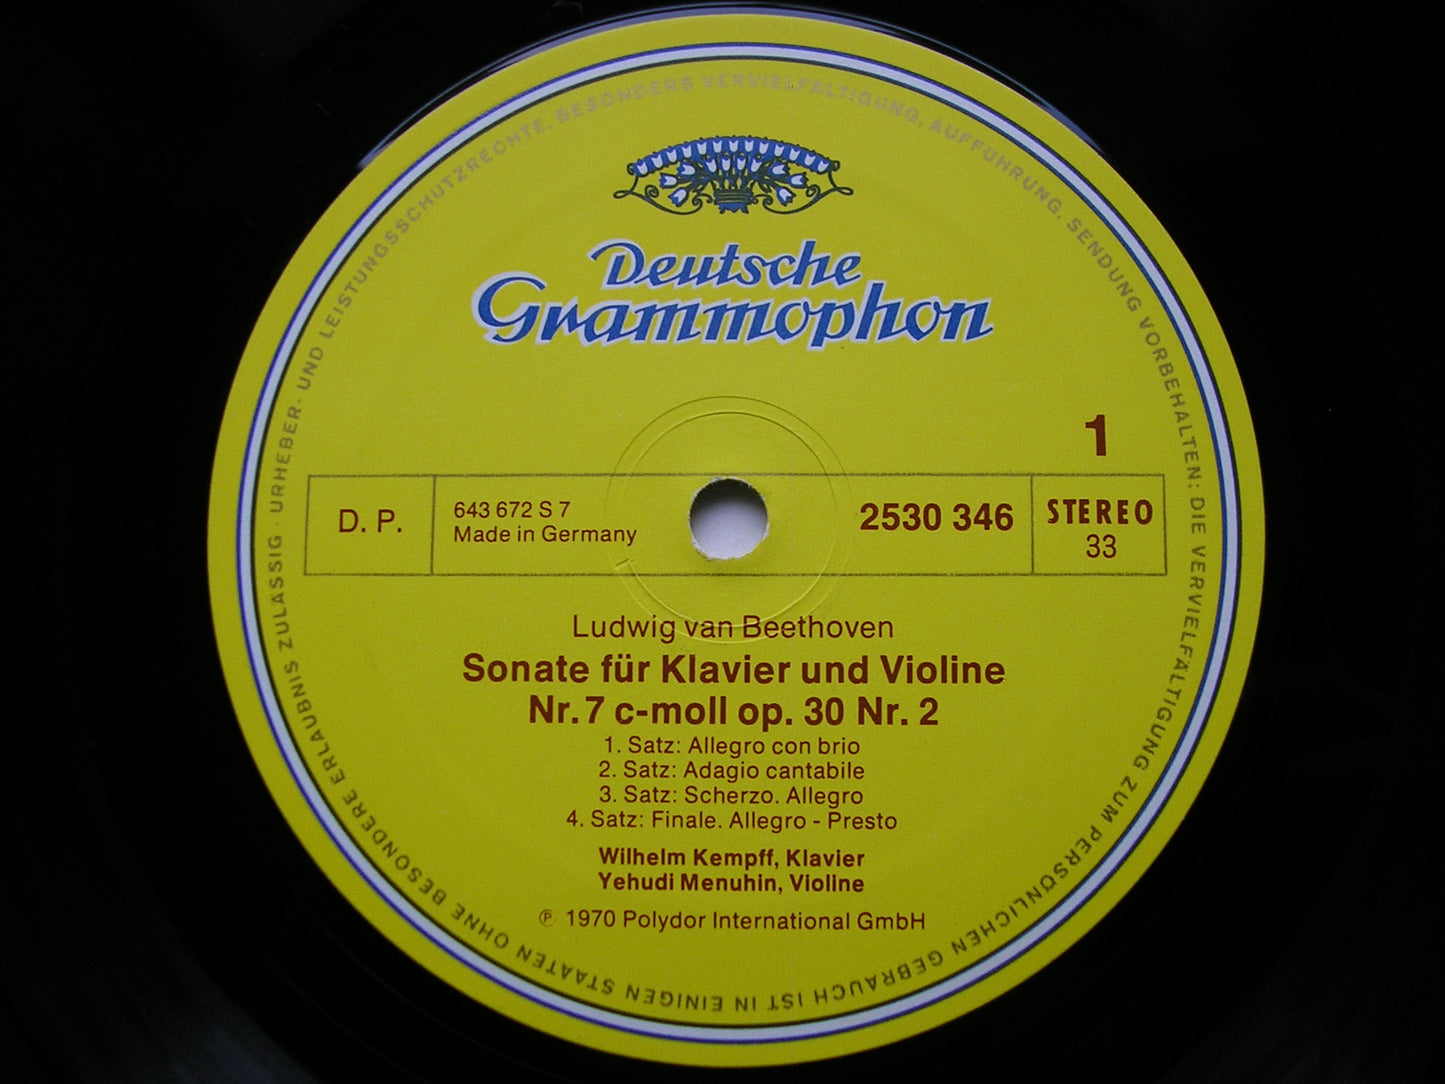 URHEBER- UND LEISTUNGSSCHUTZRECHTE, BESONDERS VERVIELFÄLTIGUNG, AUFFÜHRUNG, SENDUNG VORBEHALTEN: DIE VERVIELFÄLTIGUNG ZUM PERSÖNLICHEN GEBRAUCH IST IN EINIGEN STAATEN OHNE BESONDERE ERLAUBNIS ZULÄSSIG ·
Deutsche
Grammophon
1
D. P.
643 672 S 7
Made in Germany
2530 346
STEREO
33
Ludwig van Beethoven
Sonate für Klavier und Violine
Nr. 7 c-moll op. 30 Nr. 2
1. Satz: Allegro con brio
2. Satz: Adagio cantabile
3. Satz: Scherzo. Allegro
4. Satz: Finale. Allegro - Presto
Wilhelm Kempff, Klavier
Yehudi Menuhin, Violine
℗ 1970 Polydor International GmbH